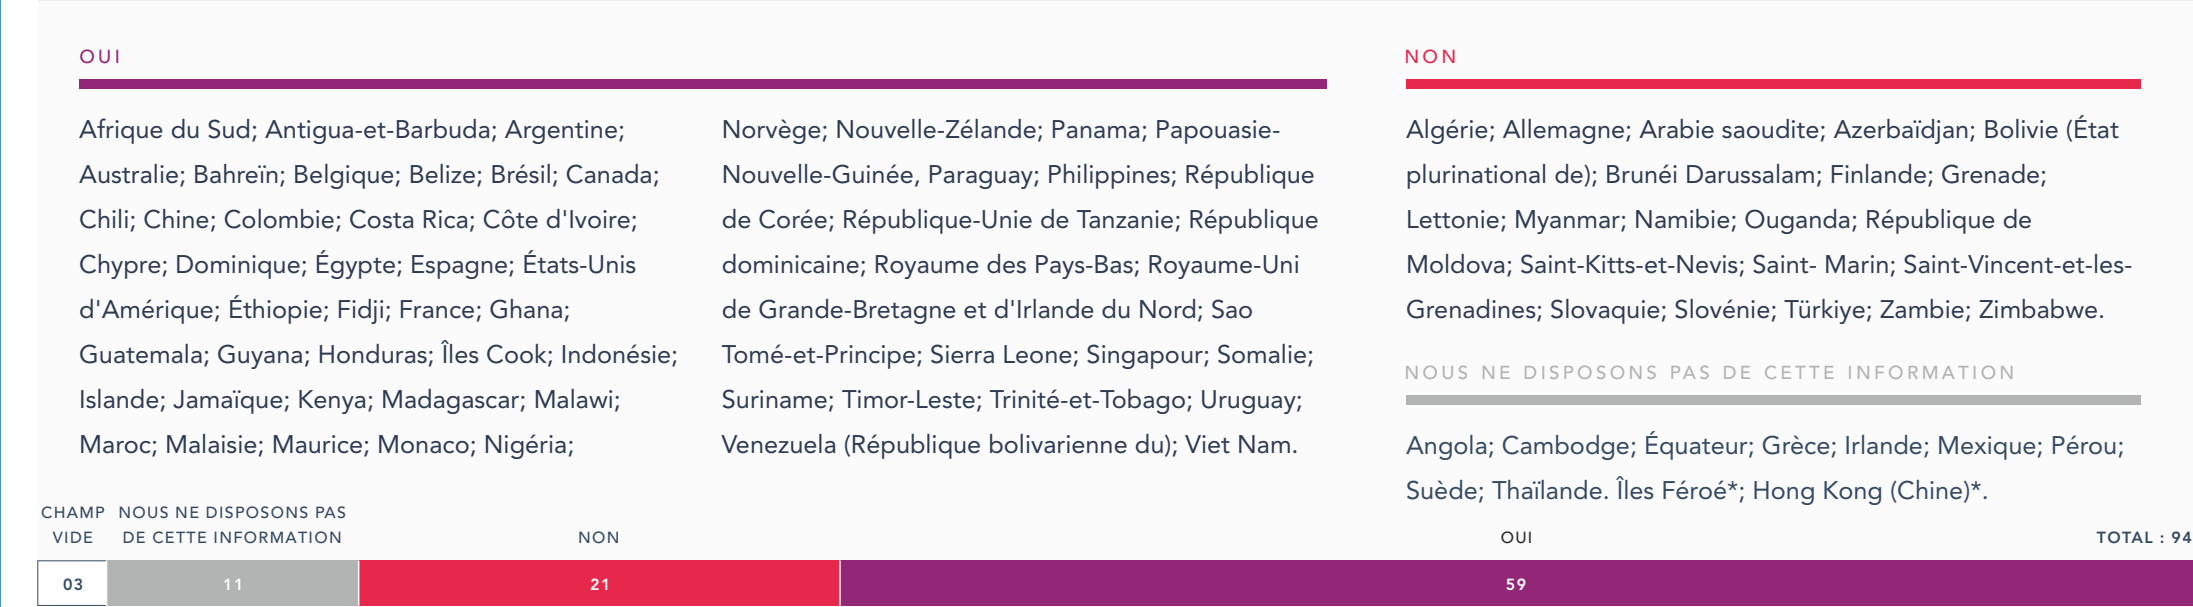 OUI
Afrique du Sud; Antigua-et-Barbuda; Argentine;
Australie; Bahreïn; Belgique; Belize; Brésil; Canada;
Chili; Chine; Colombie; Costa Rica; Côte d'Ivoire;
Chypre; Dominique; Égypte; Espagne; États-Unis
d'Amérique; Éthiopie; Fidji; France; Ghana;
Guatemala; Guyana; Honduras; Îles Cook; Indonésie;
Islande; Jamaïque; Kenya; Madagascar; Malawi;
Maroc; Malaisie; Maurice; Monaco; Nigéria;
Norvège; Nouvelle-Zélande; Panama; Papouasie-
Nouvelle-Guinée, Paraguay; Philippines; République
de Corée; République-Unie de Tanzanie; République
dominicaine; Royaume des Pays-Bas; Royaume-Uni
de Grande-Bretagne et d'Irlande du Nord; Sao
Tomé-et-Principe; Sierra Leone; Singapour; Somalie;
Suriname; Timor-Leste; Trinité-et-Tobago; Uruguay;
Venezuela (République bolivarienne du); Viet Nam.
NON
Algérie; Allemagne; Arabie saoudite; Azerbaïdjan; Bolivie (État
plurinational de); Brunéi Darussalam; Finlande; Grenade;
Lettonie; Myanmar; Namibie; Ouganda; République de
Moldova; Saint-Kitts-et-Nevis; Saint- Marin; Saint-Vincent-et-les-
Grenadines; Slovaquie; Slovénie; Türkiye; Zambie; Zimbabwe.
NOUS NE DISPOSONS PAS DE CETTE INFORMATION
Angola; Cambodge; Équateur; Grèce; Irlande; Mexique; Pérou;
Suède; Thaïlande. Îles Féroé*; Hong Kong (Chine)*.
CHAMP
VIDE
NOUS NE DISPOSONS PAS
DE CETTE INFORMATION
NON
OUI
TOTAL : 94
03
11
21
59